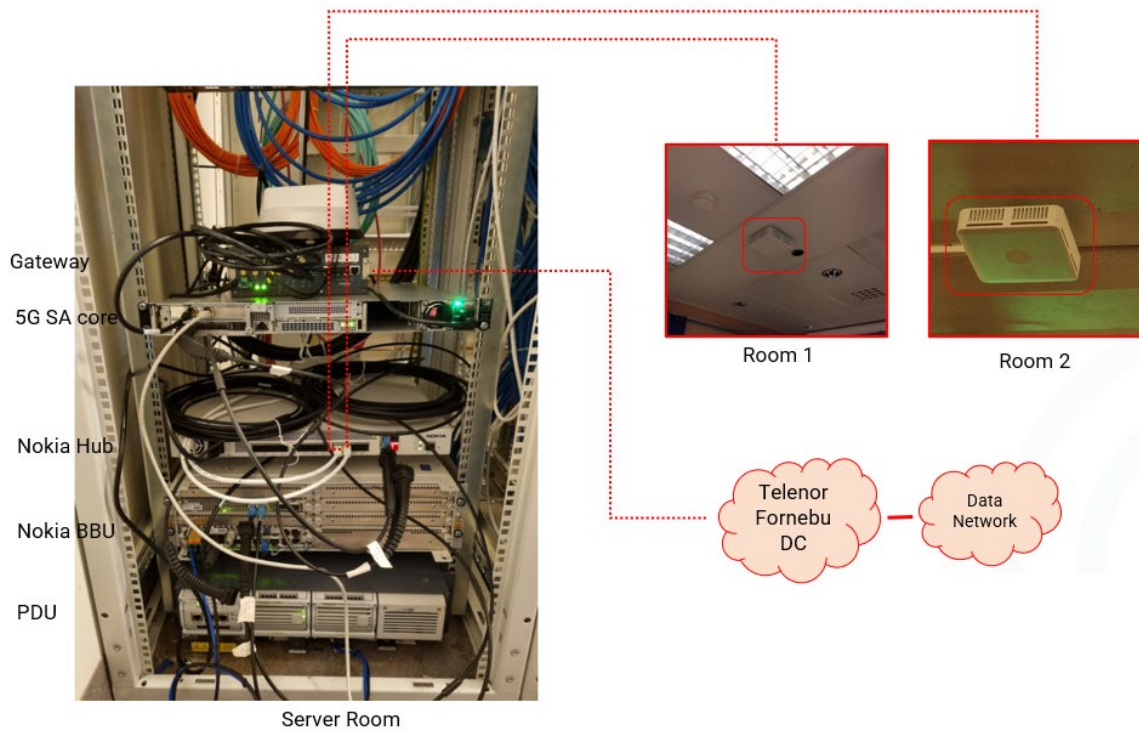 Gateway
5G SA core
Nokia Hub
Nokia BBU
PDU
Server Room
NOKIA
Room 1
Room 2
Telenor
Fornebu
DC
Data
Network